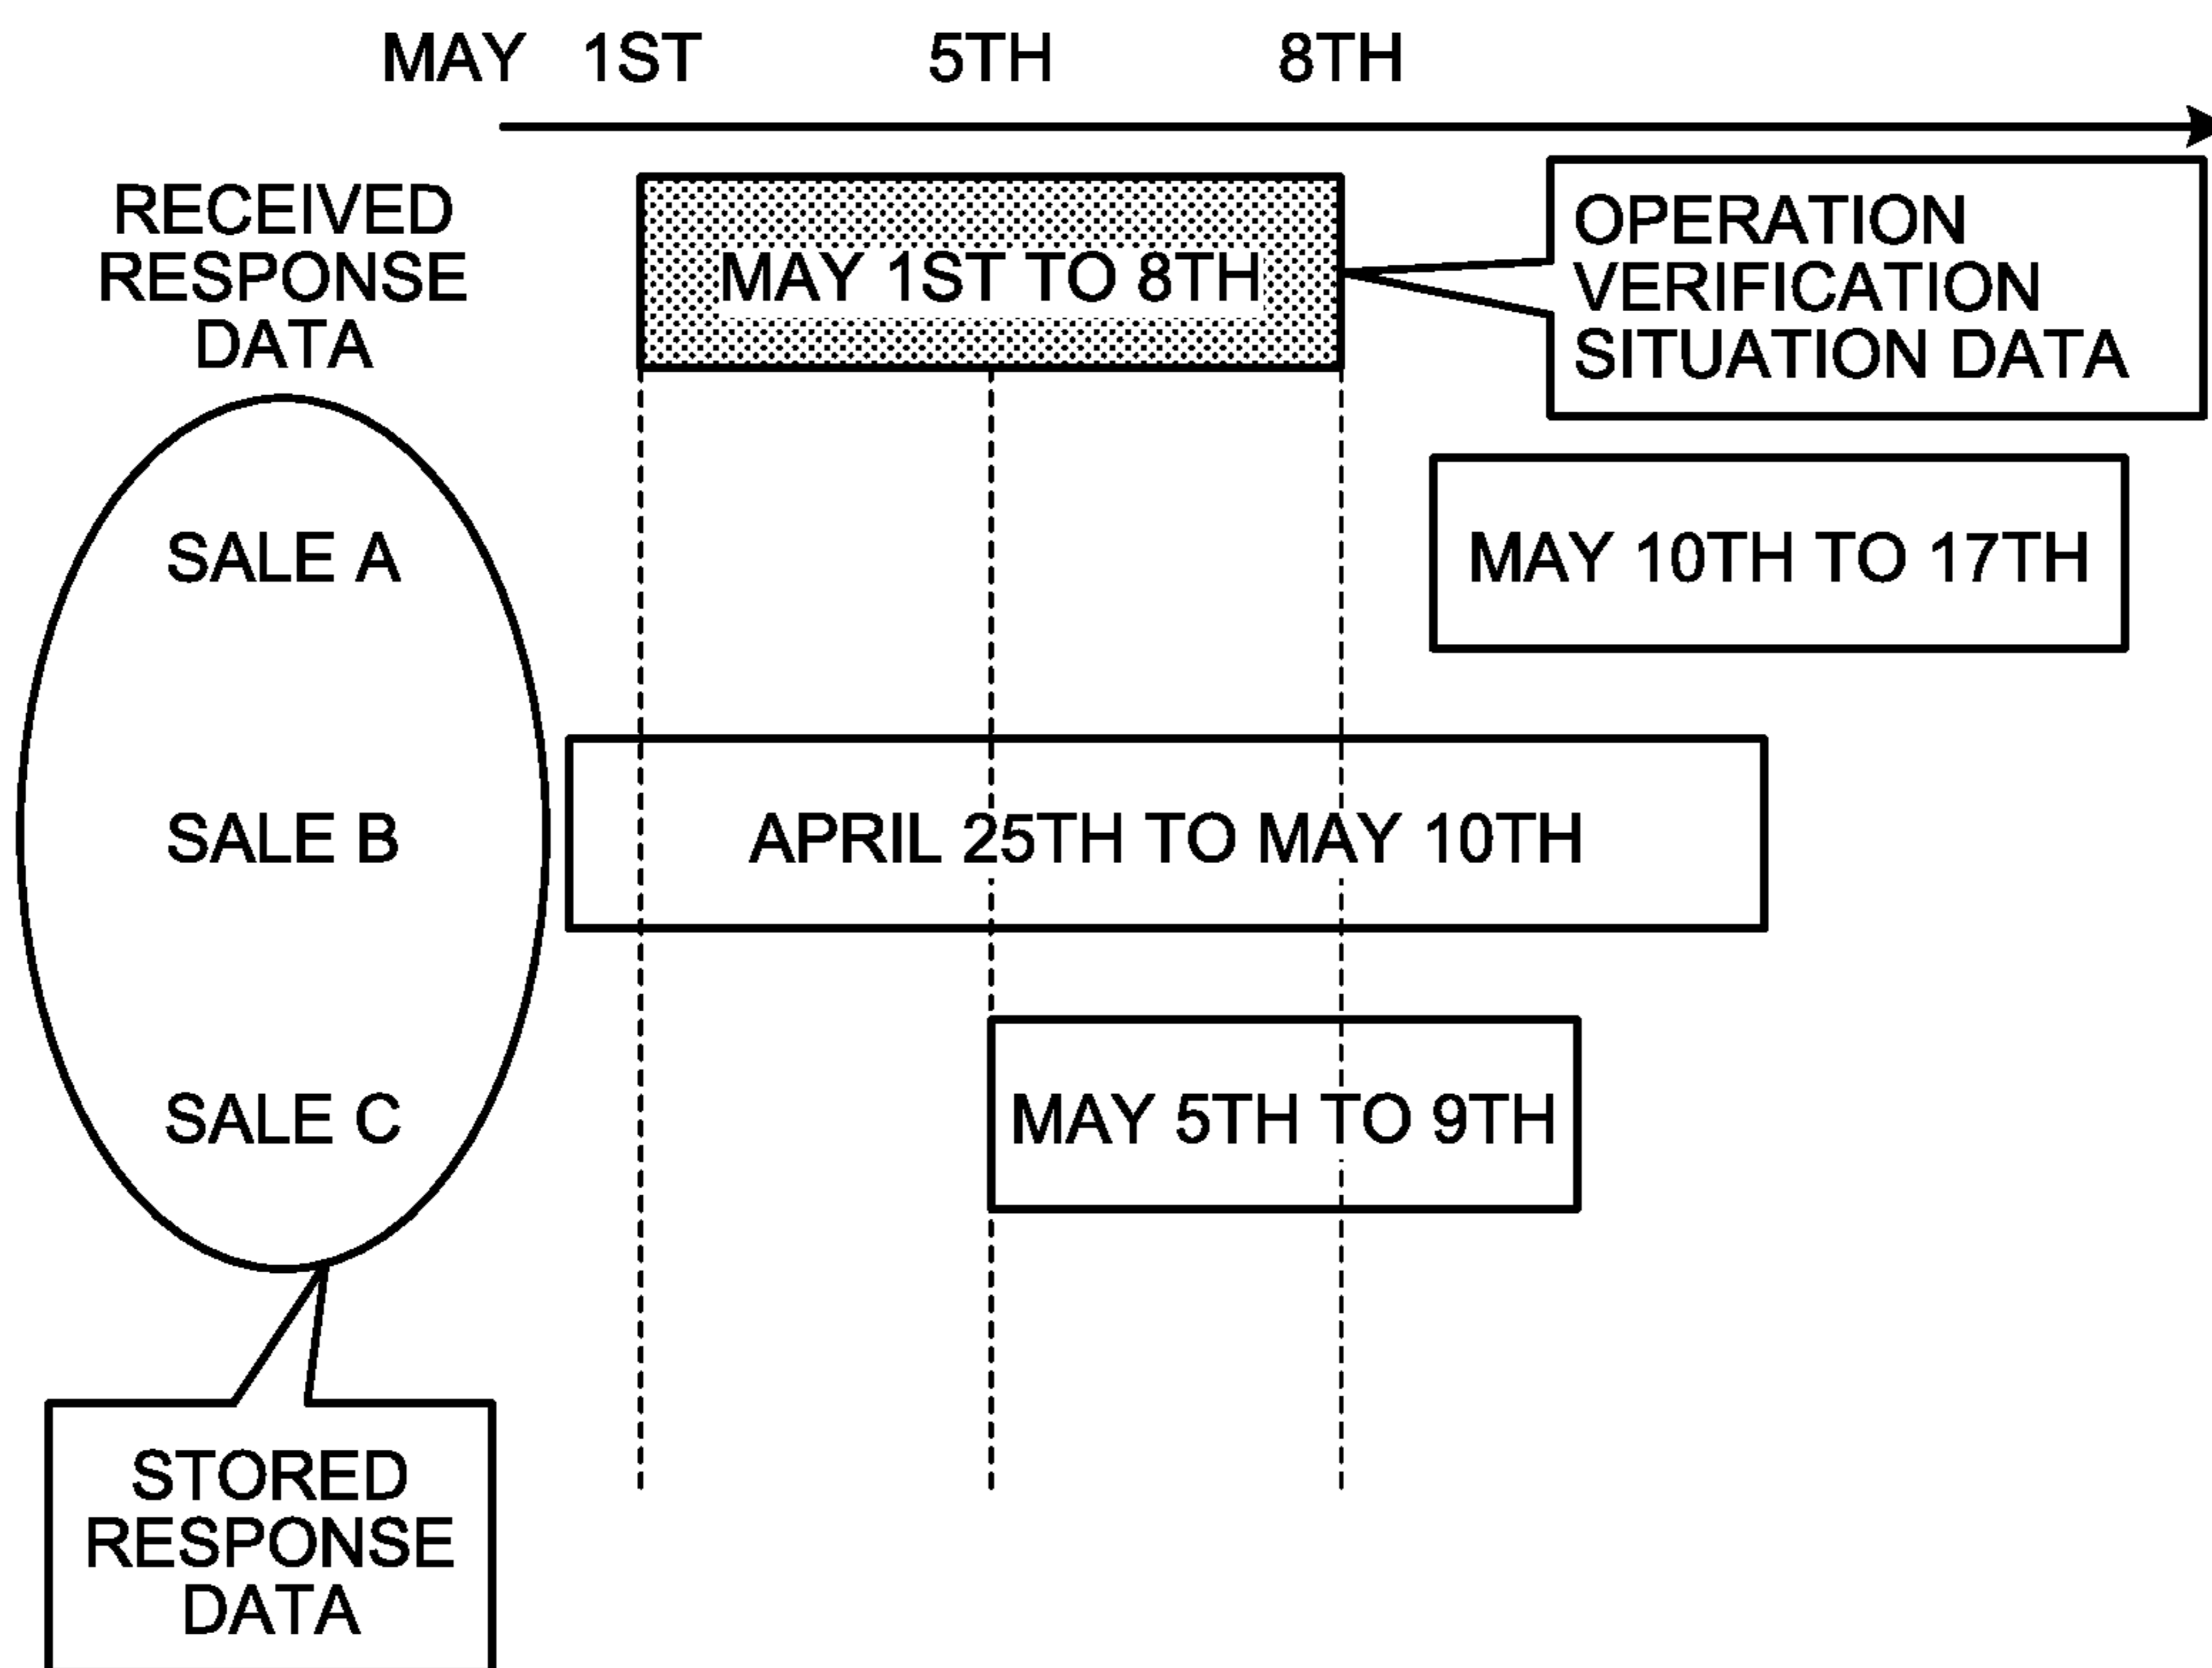 MAY 1ST 5TH 8TH
RECEIVED
RESPONSE
DATA
MAY 1ST TO 8TH
OPERATION
VERIFICATION
SITUATION DATA
SALE A
MAY 10TH TO 17TH
SALE B
APRIL 25TH TO MAY 10TH
SALE C
MAY 5TH TO 9TH
STORED
RESPONSE
DATA